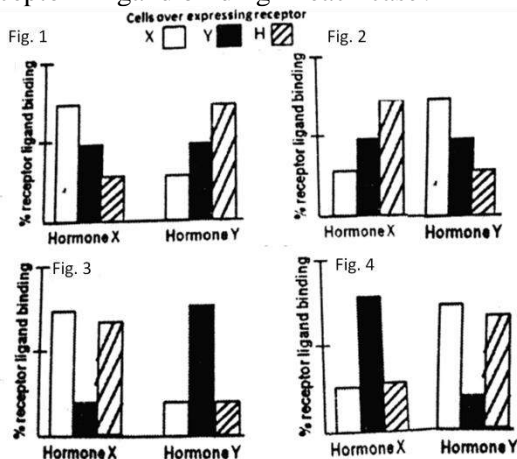 Cells over expressing receptor
X Y H
Fig. 1
% receptor ligand binding
Hormone X Hormone Y
Fig. 2
% receptor ligand binding
Hormone X Hormone Y
Fig. 3
% receptor ligand binding
Hormone X Hormone Y
Fig. 4
% receptor ligand binding
Hormone X Hormone Y